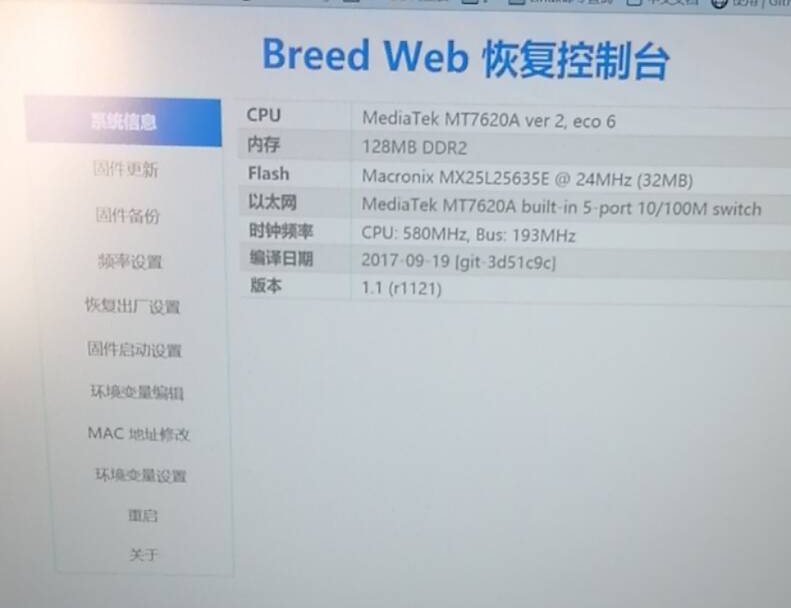 Breed Web 恢复控制台
系统信息
固件更新
固件备份
频率设置
恢复出厂设置
固件启动设置
环境变量编辑
MAC 地址修改
环境变量设置
重启
关于
CPU MediaTek MT7620A ver 2, eco 6
内存 128MB DDR2
Flash Macronix MX25L25635E @ 24MHz (32MB)
以太网 MediaTek MT7620A built-in 5-port 10/100M switch
时钟频率 CPU: 580MHz, Bus: 193MHz
编译日期 2017-09-19 [git-3d51c9c]
版本 1.1 (r1121)